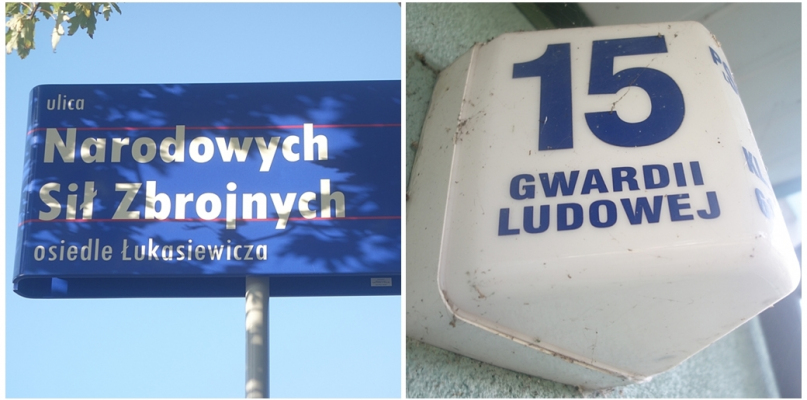 ulica
Narodowych
Sił Zbrojnych
osiedle Łukasiewicza
15
GWARDII
LUDOWEJ